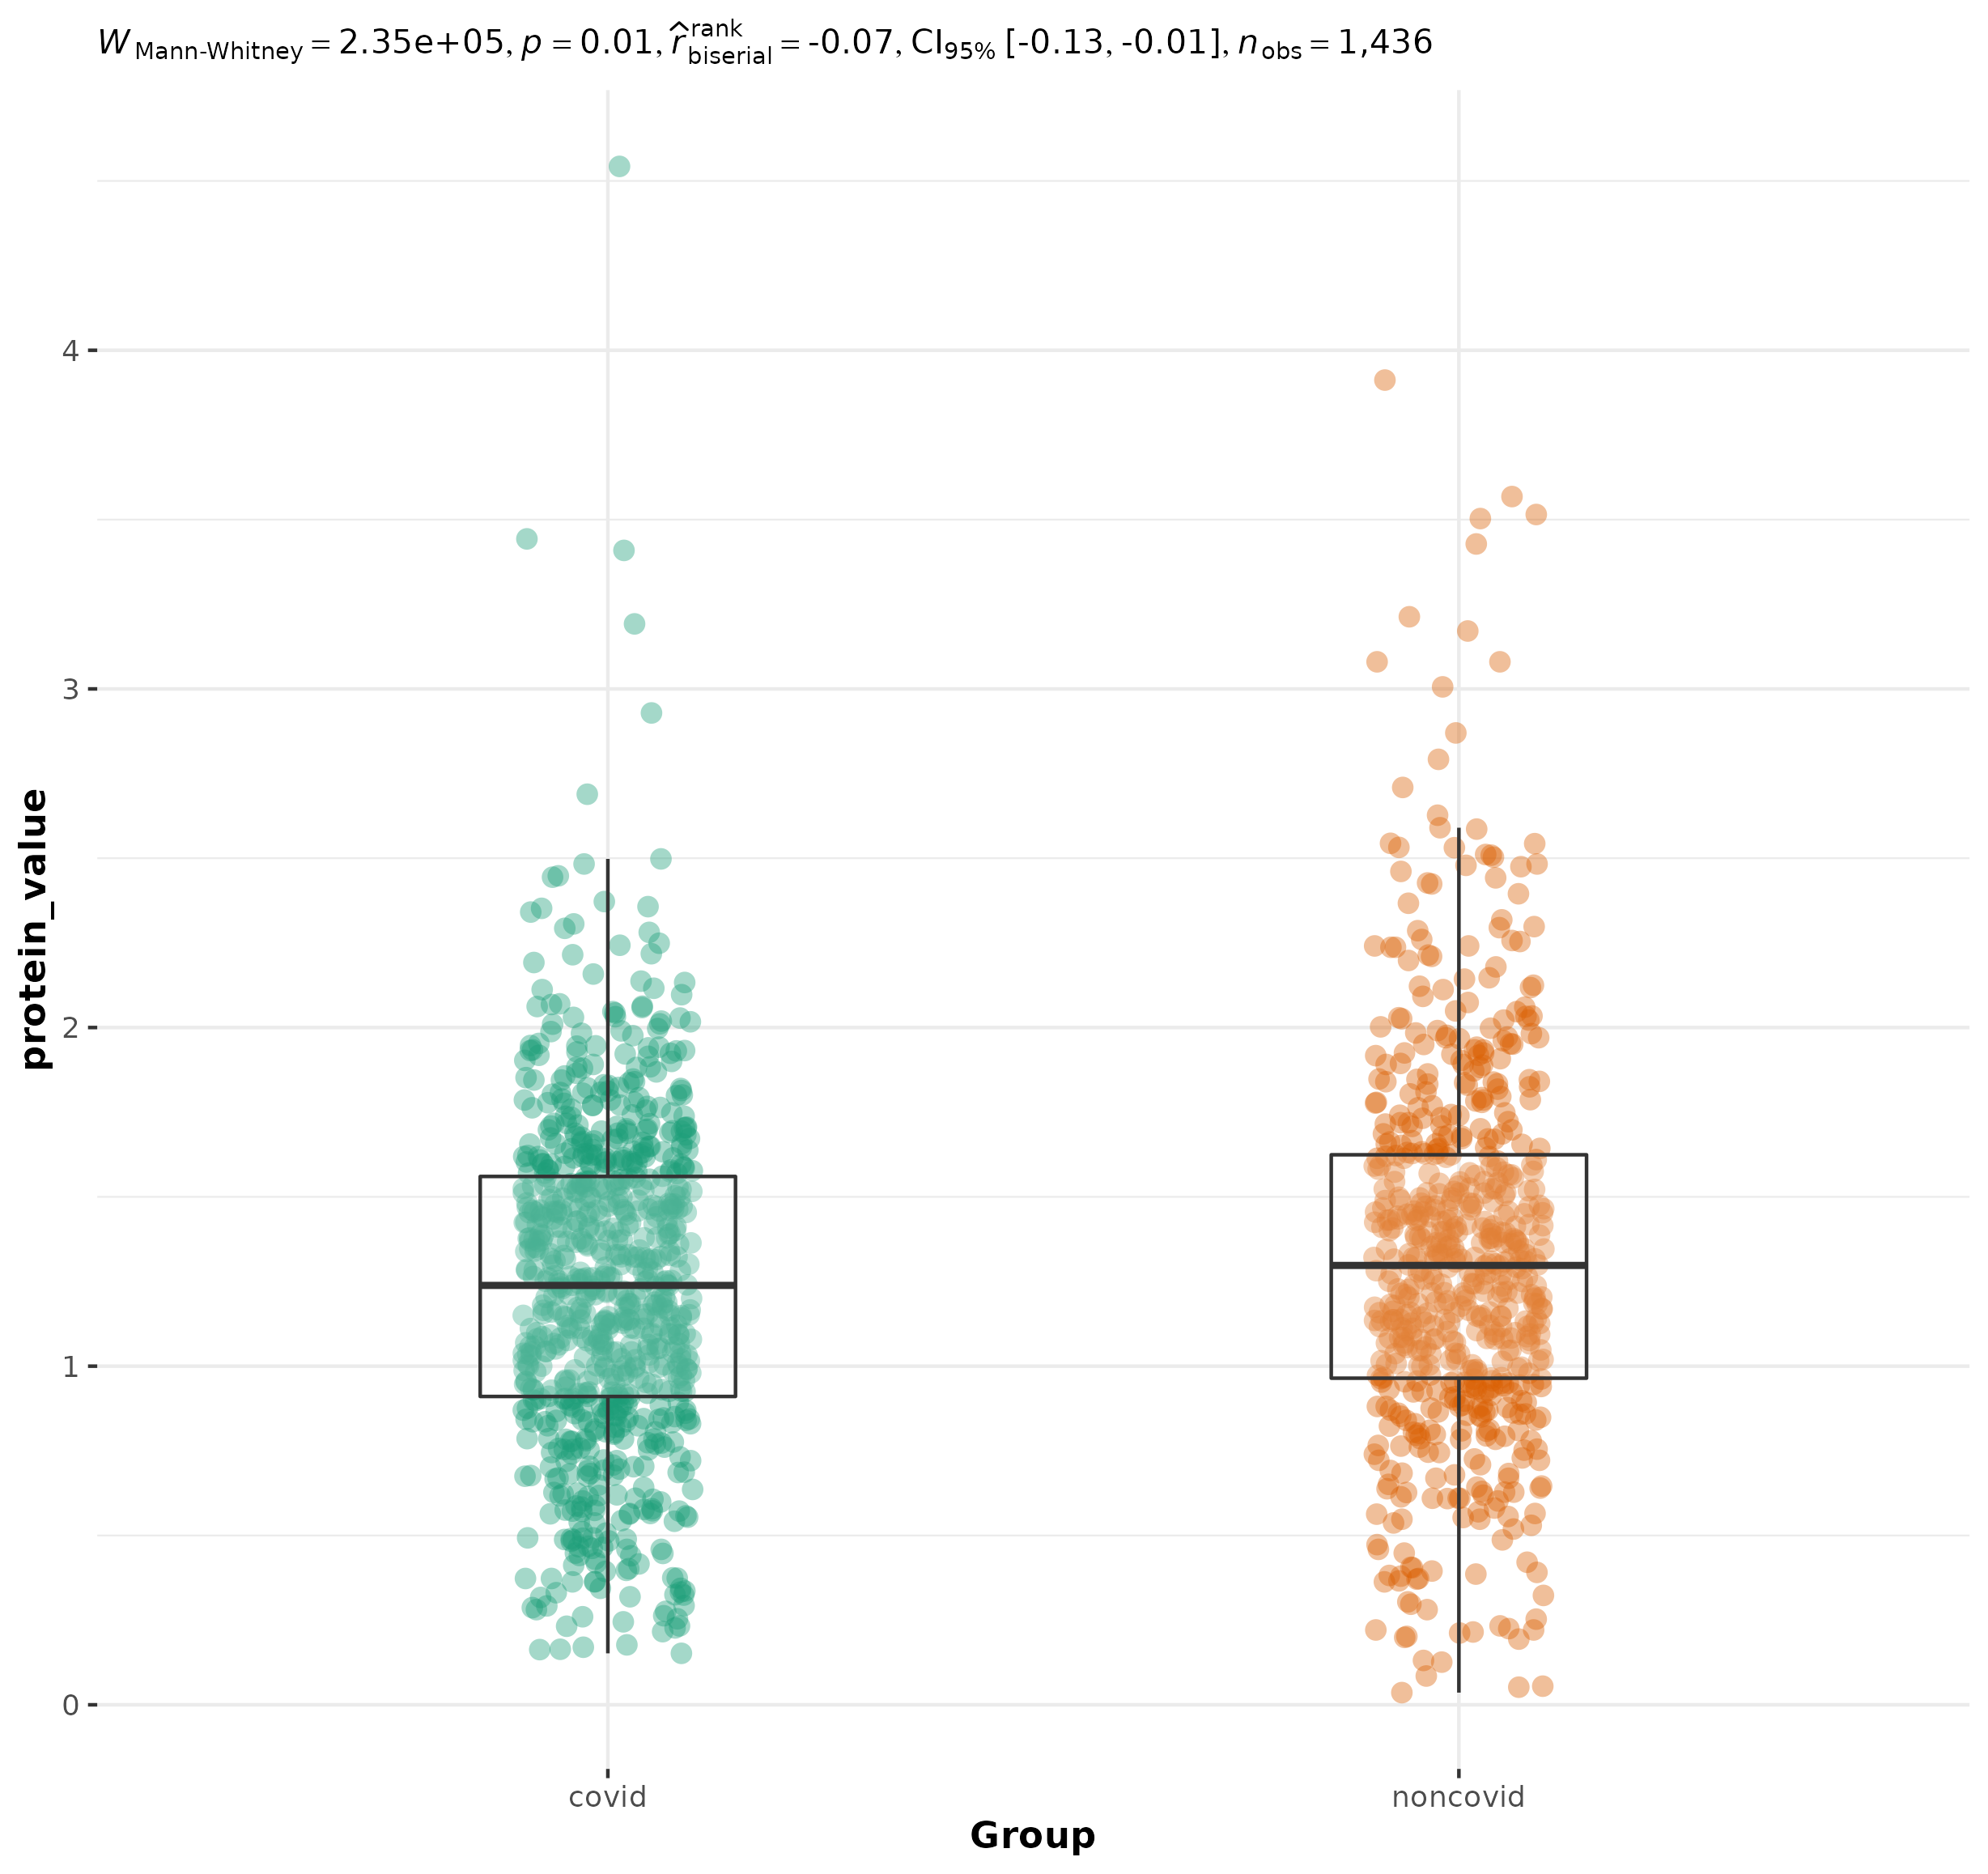 W Mann-Whitney = 2.35e+05, p = 0.01, r̂ rank biserial = -0.07, CI95% [-0.13, -0.01], nobs = 1,436
4
3
2
1
0
protein_value
covid noncovid
Group